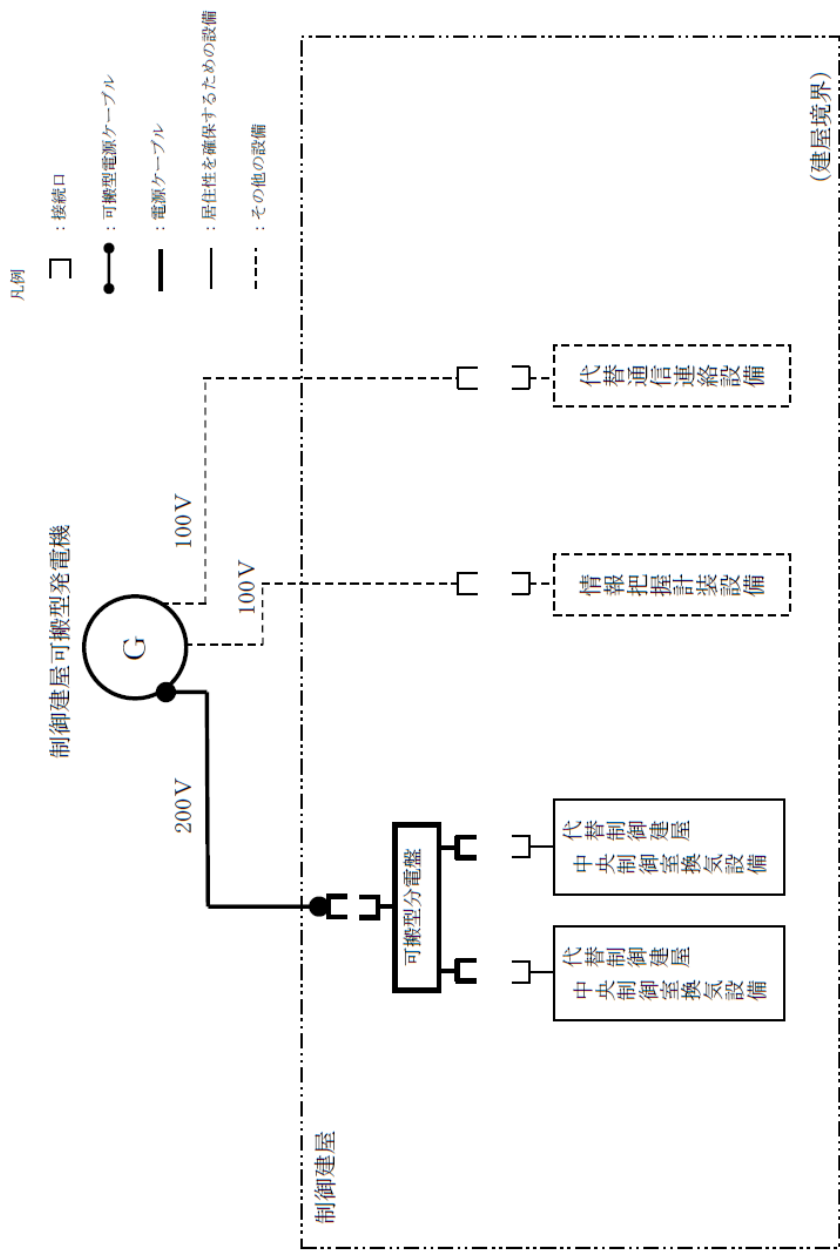 凡例
：接続口
：可搬型電源ケーブル
：電源ケーブル
：居住性を確保するための設備
：その他の設備
制御建屋可搬型発電機
G
200V
100V
100V
制御建屋
可搬型分電盤
代替制御建屋
中央制御室換気設備
代替制御建屋
中央制御室換気設備
情報把握計装設備
代替通信連絡設備
(建屋境界)